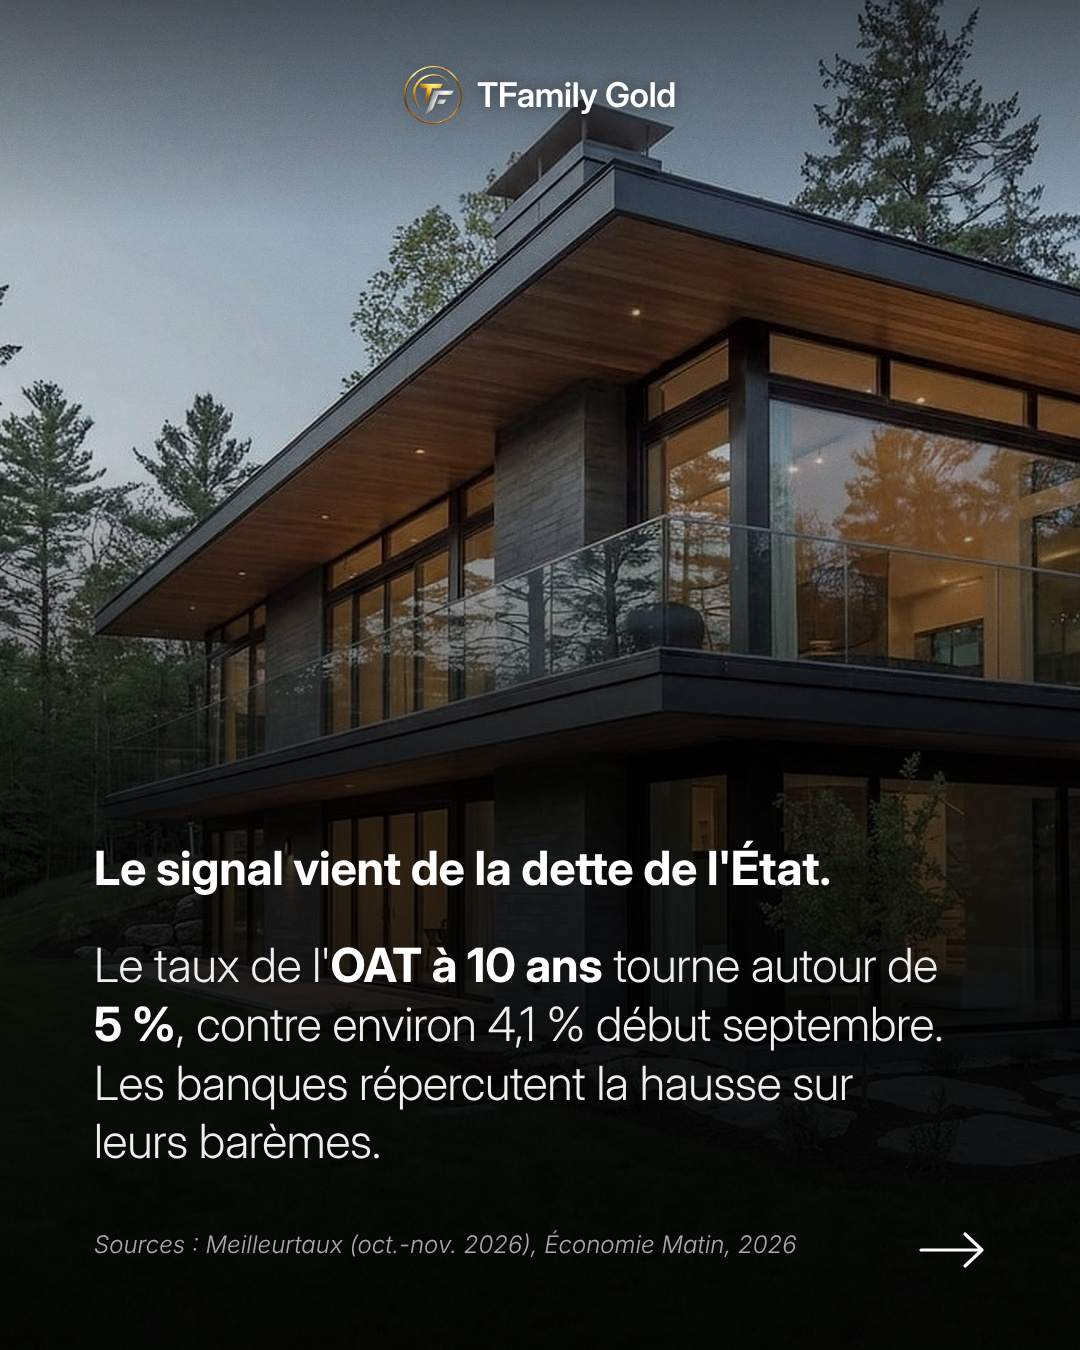 TFamily Gold
Le signal vient de la dette de l'État.
Le taux de l'OAT à 10 ans tourne autour de
5 %, contre environ 4,1 % début septembre.
Les banques répercutent la hausse sur
leurs barèmes.
Sources : Meilleurtaux (oct.-nov. 2026), Économie Matin, 2026